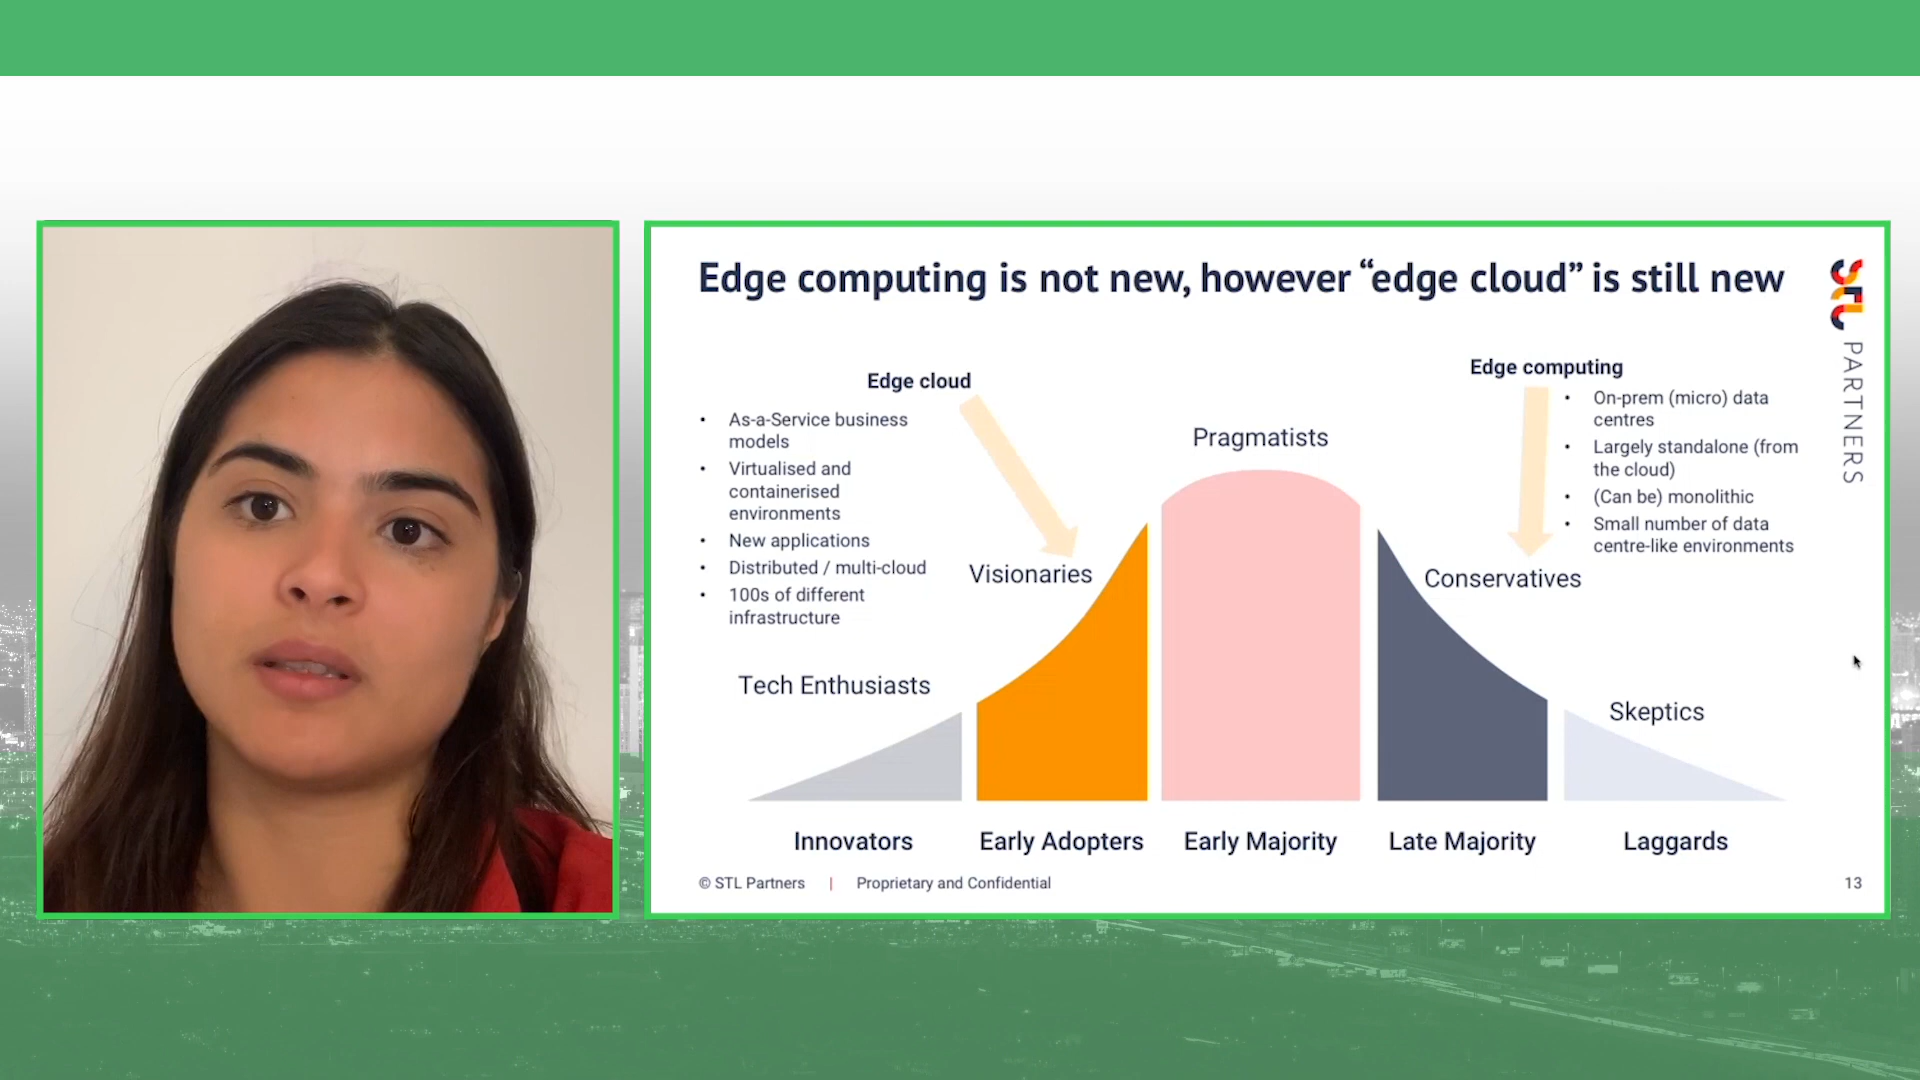 Edge computing is not new, however “edge cloud” is still new
STL
PARTNERS
Edge cloud
• As-a-Service business
models
• Virtualised and
containerised
environments
• New applications
• Distributed / multi-cloud
• 100s of different
infrastructure
Edge computing
• On-prem (micro) data
centres
• Largely standalone (from
the cloud)
• (Can be) monolithic
• Small number of data
centre-like environments
Tech Enthusiasts
Visionaries
Pragmatists
Conservatives
Skeptics
Innovators
Early Adopters
Early Majority
Late Majority
Laggards
© STL Partners | Proprietary and Confidential
13